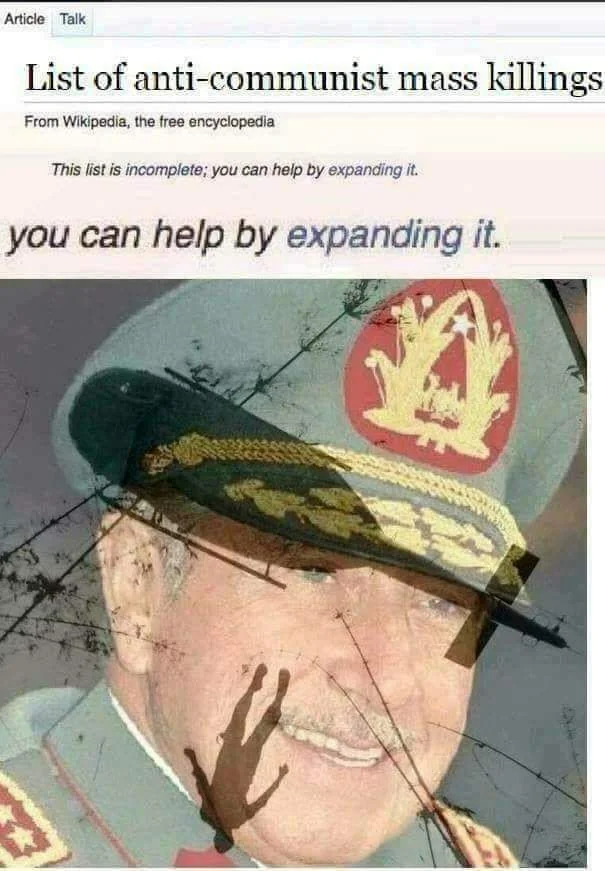 Article Talk
List of anti-communist mass killings
From Wikipedia, the free encyclopedia
This list is incomplete; you can help by expanding it.
you can help by expanding it.